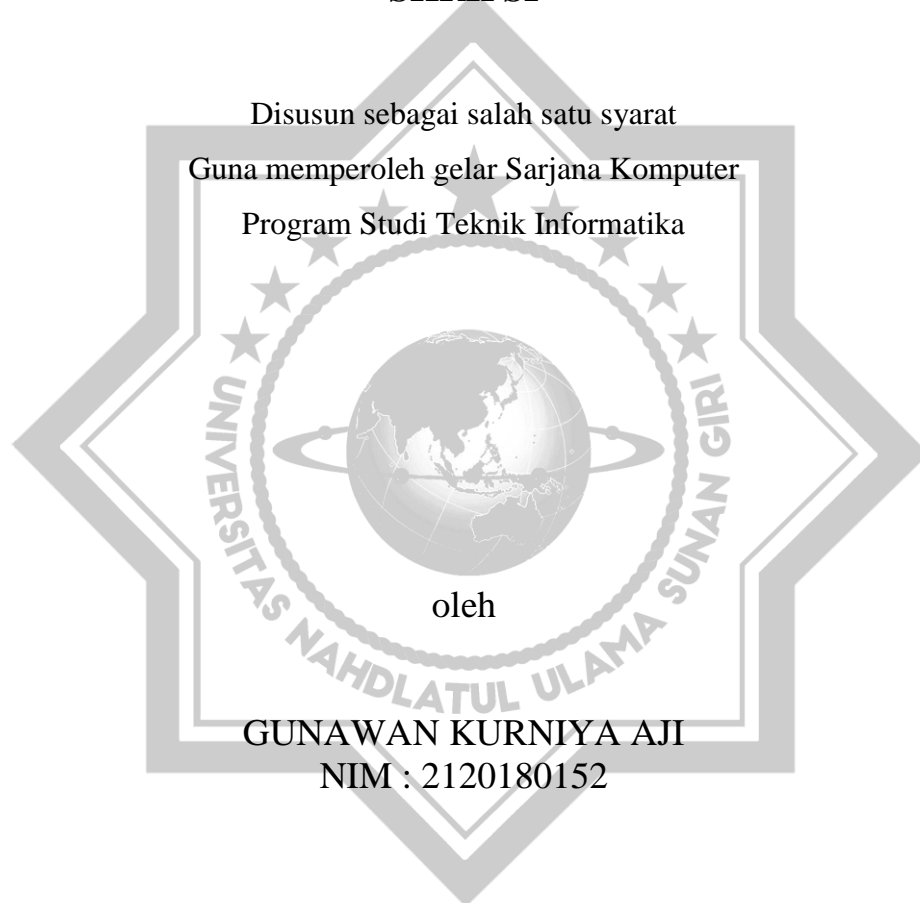 Disusun sebagai salah satu syarat
Guna memperoleh gelar Sarjana Komputer
Program Studi Teknik Informatika
UNIVERSITAS NAHDLATUL ULAMA SUNAN GIRI
oleh
GUNAWAN KURNIYA AJI
NIM : 2120180152